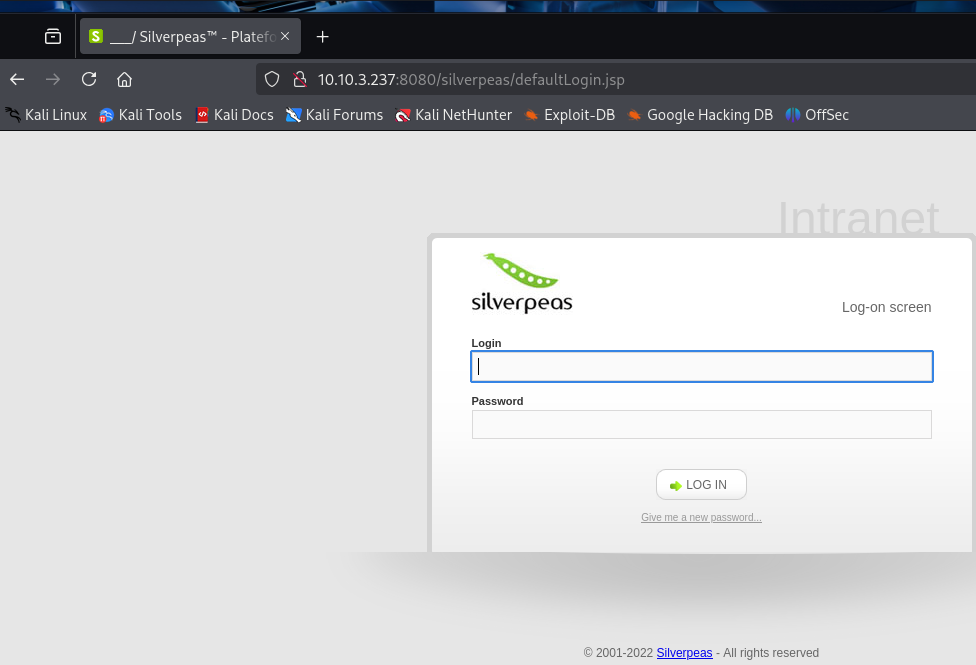 ___/ Silverpeas™ - Platefo
10.10.3.237:8080/silverpeas/defaultLogin.jsp
Kali Linux Kali Tools Kali Docs Kali Forums Kali NetHunter Exploit-DB Google Hacking DB OffSec
Intranet
silverpeas
Log-on screen
Login
Password
LOG IN
Give me a new password...
© 2001-2022 Silverpeas - All rights reserved